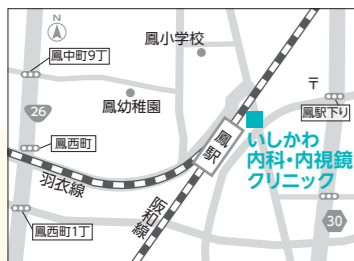 N
鳳小学校
鳳中町9丁
〒
26
鳳幼稚園
鳳駅下り
鳳駅
鳳西町
いしかわ
内科・内視鏡
クリニック
羽衣線
阪和線
鳳西町1丁
30